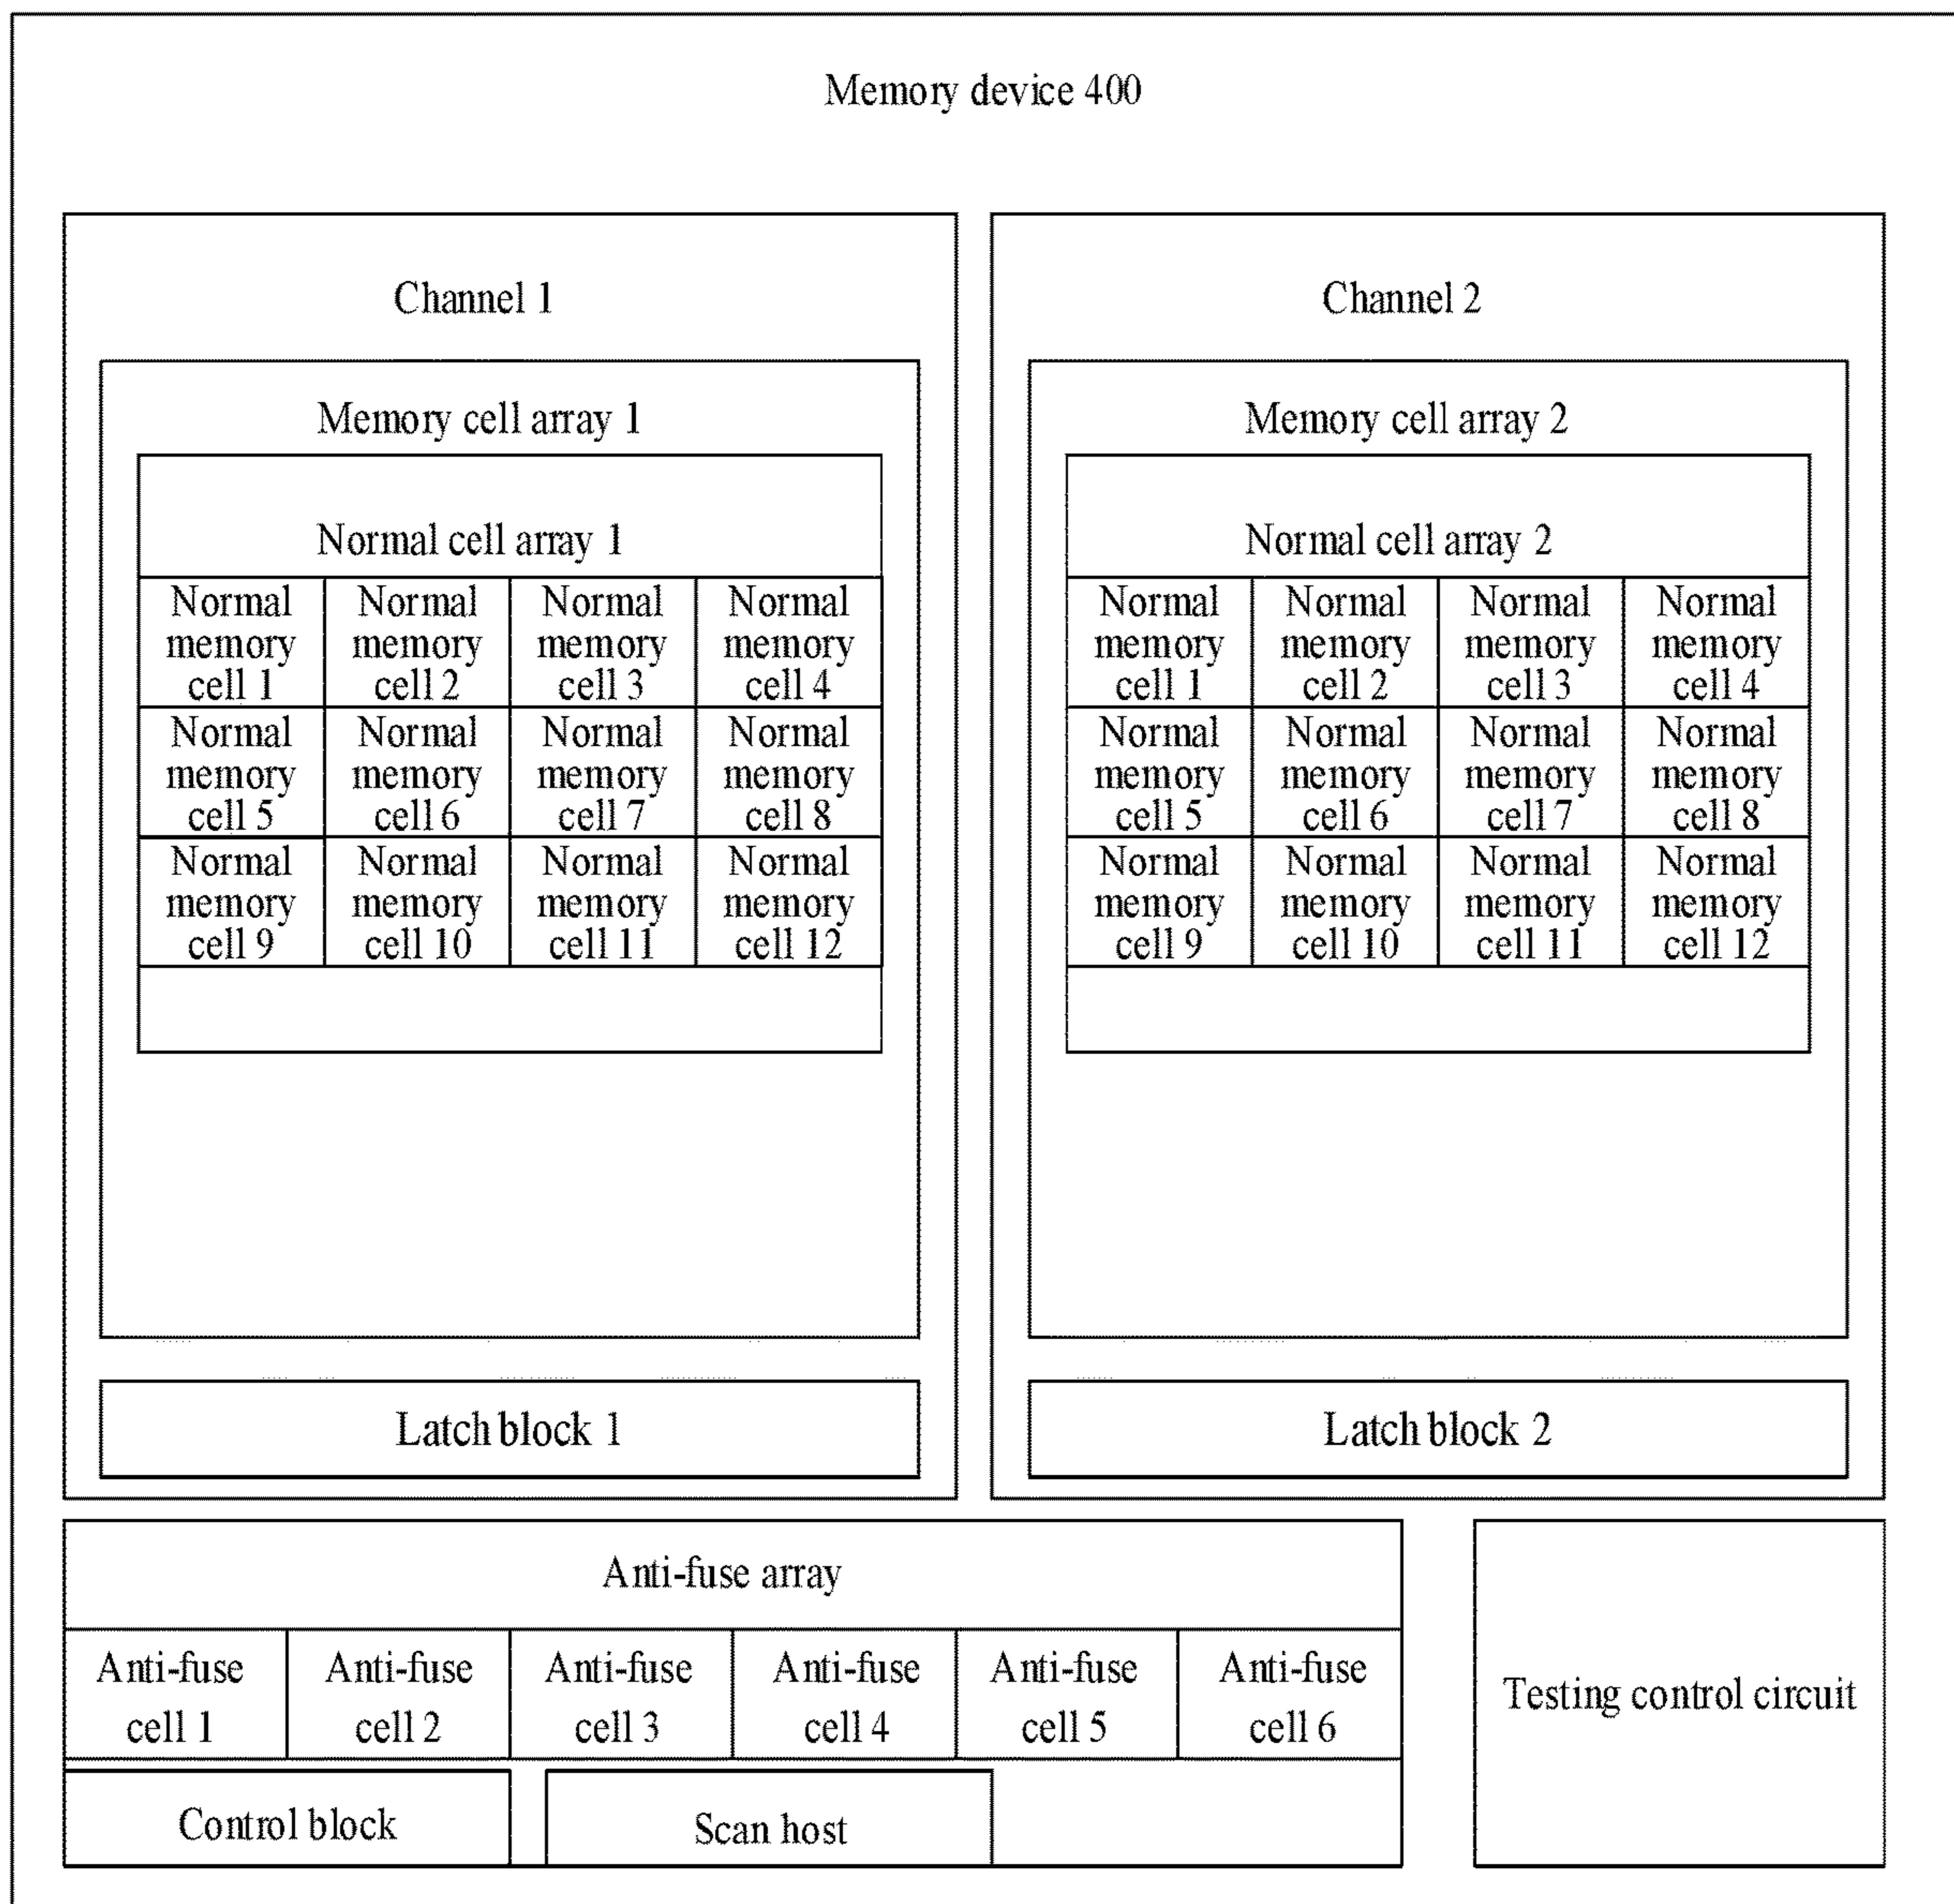 Memory device 400
Channel 1
Memory cell array 1
Normal cell array 1
Normal memory cell 1
Normal memory cell 2
Normal memory cell 3
Normal memory cell 4
Normal memory cell 5
Normal memory cell 6
Normal memory cell 7
Normal memory cell 8
Normal memory cell 9
Normal memory cell 10
Normal memory cell 11
Normal memory cell 12
Latch block 1
Channel 2
Memory cell array 2
Normal cell array 2
Normal memory cell 1
Normal memory cell 2
Normal memory cell 3
Normal memory cell 4
Normal memory cell 5
Normal memory cell 6
Normal memory cell 7
Normal memory cell 8
Normal memory cell 9
Normal memory cell 10
Normal memory cell 11
Normal memory cell 12
Latch block 2
Anti-fuse array
Anti-fuse cell 1
Anti-fuse cell 2
Anti-fuse cell 3
Anti-fuse cell 4
Anti-fuse cell 5
Anti-fuse cell 6
Control block
Scan host
Testing control circuit